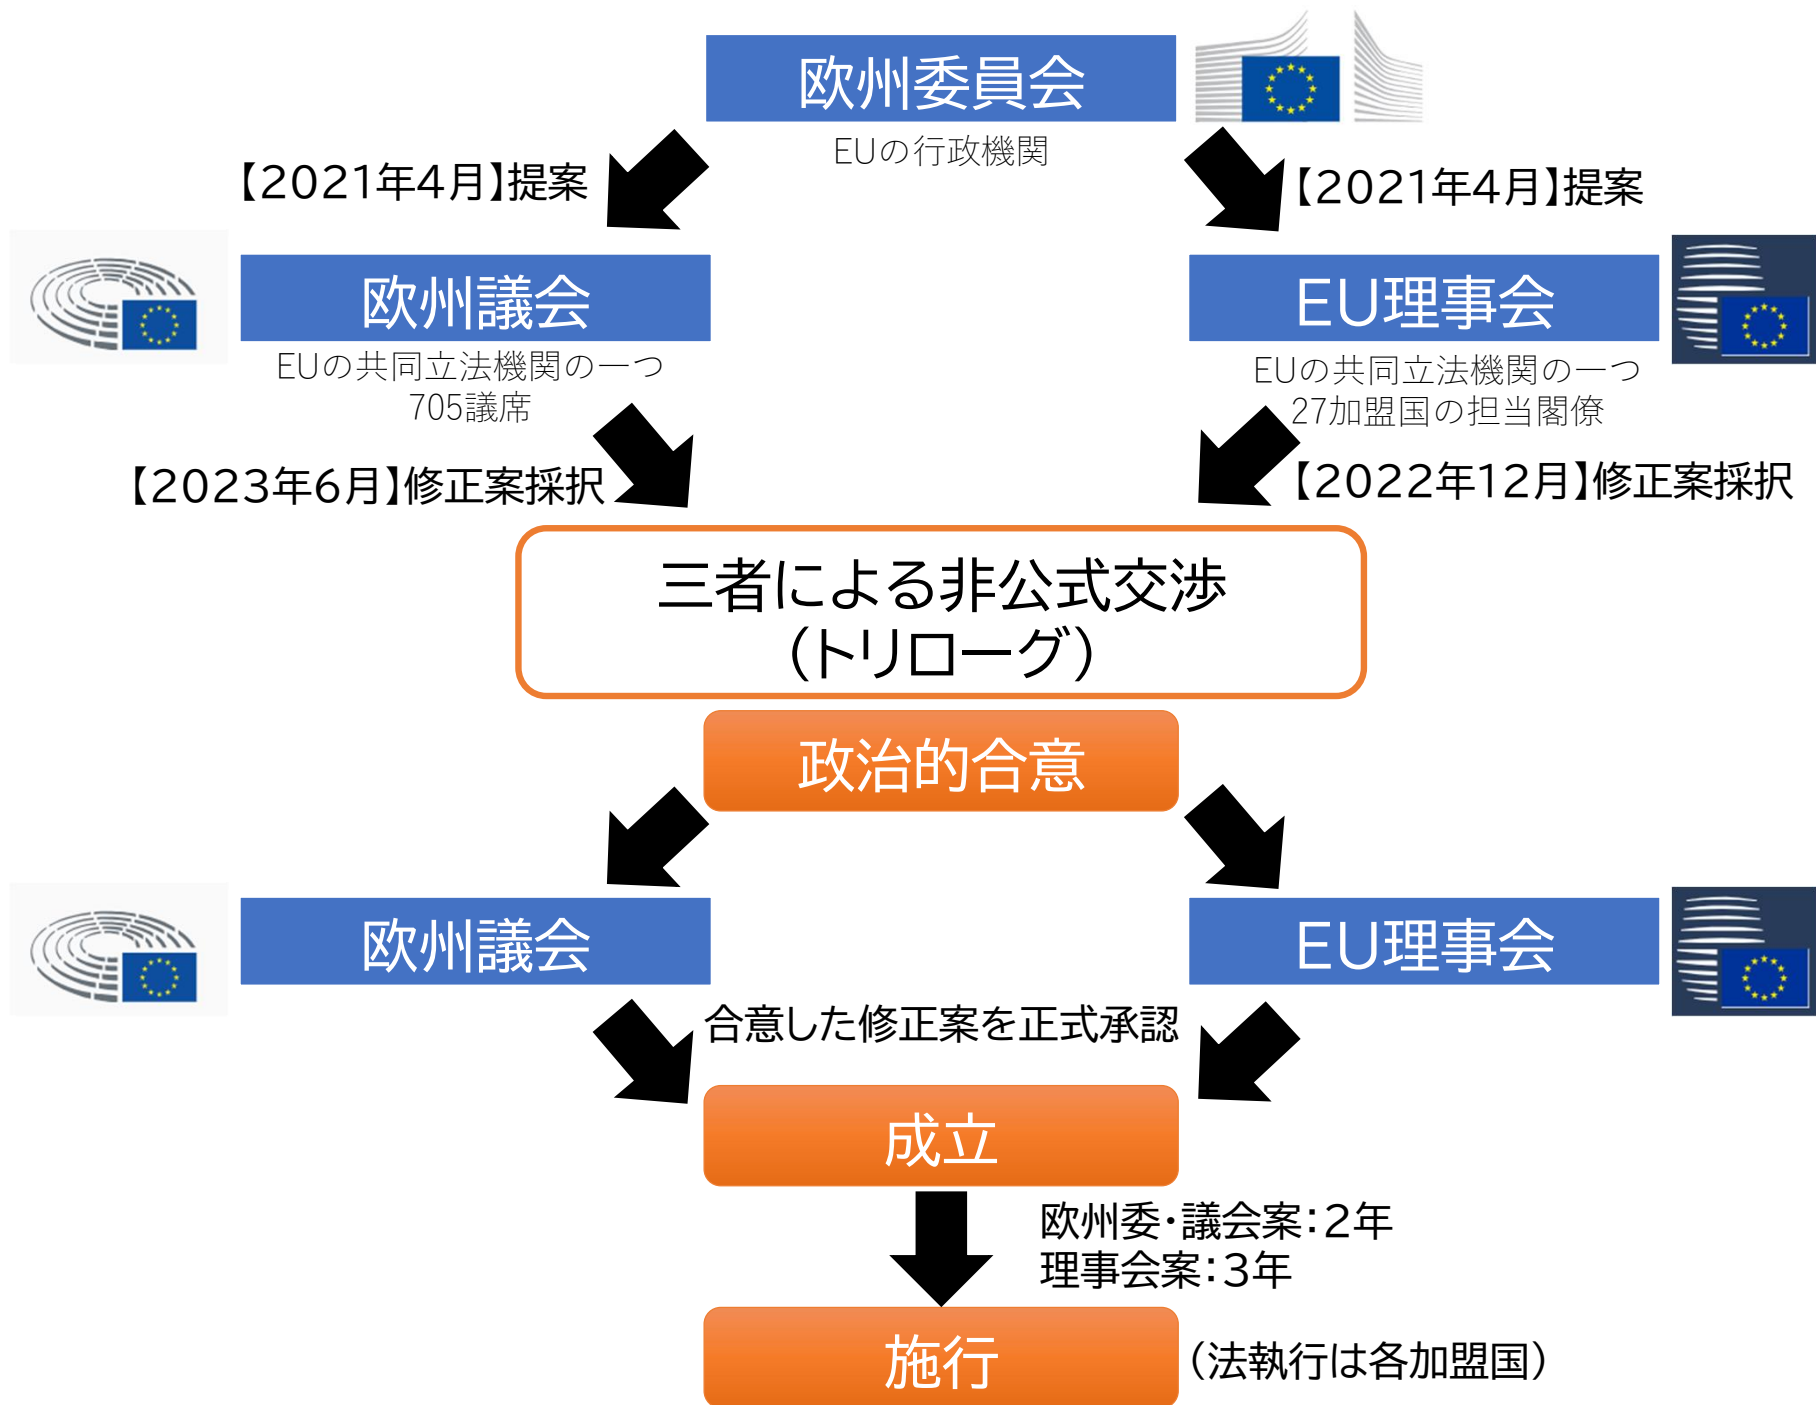 欧州委員会
EUの行政機関
【2021年4月】提案
【2021年4月】提案
欧州議会
EUの共同立法機関の一つ
705議席
EU理事会
EUの共同立法機関の一つ
27加盟国の担当閣僚
【2023年6月】修正案採択
【2022年12月】修正案採択
三者による非公式交渉
（トリローグ）
政治的合意
欧州議会
EU理事会
合意した修正案を正式承認
成立
欧州委・議会案：2年
理事会案：3年
施行
（法執行は各加盟国）